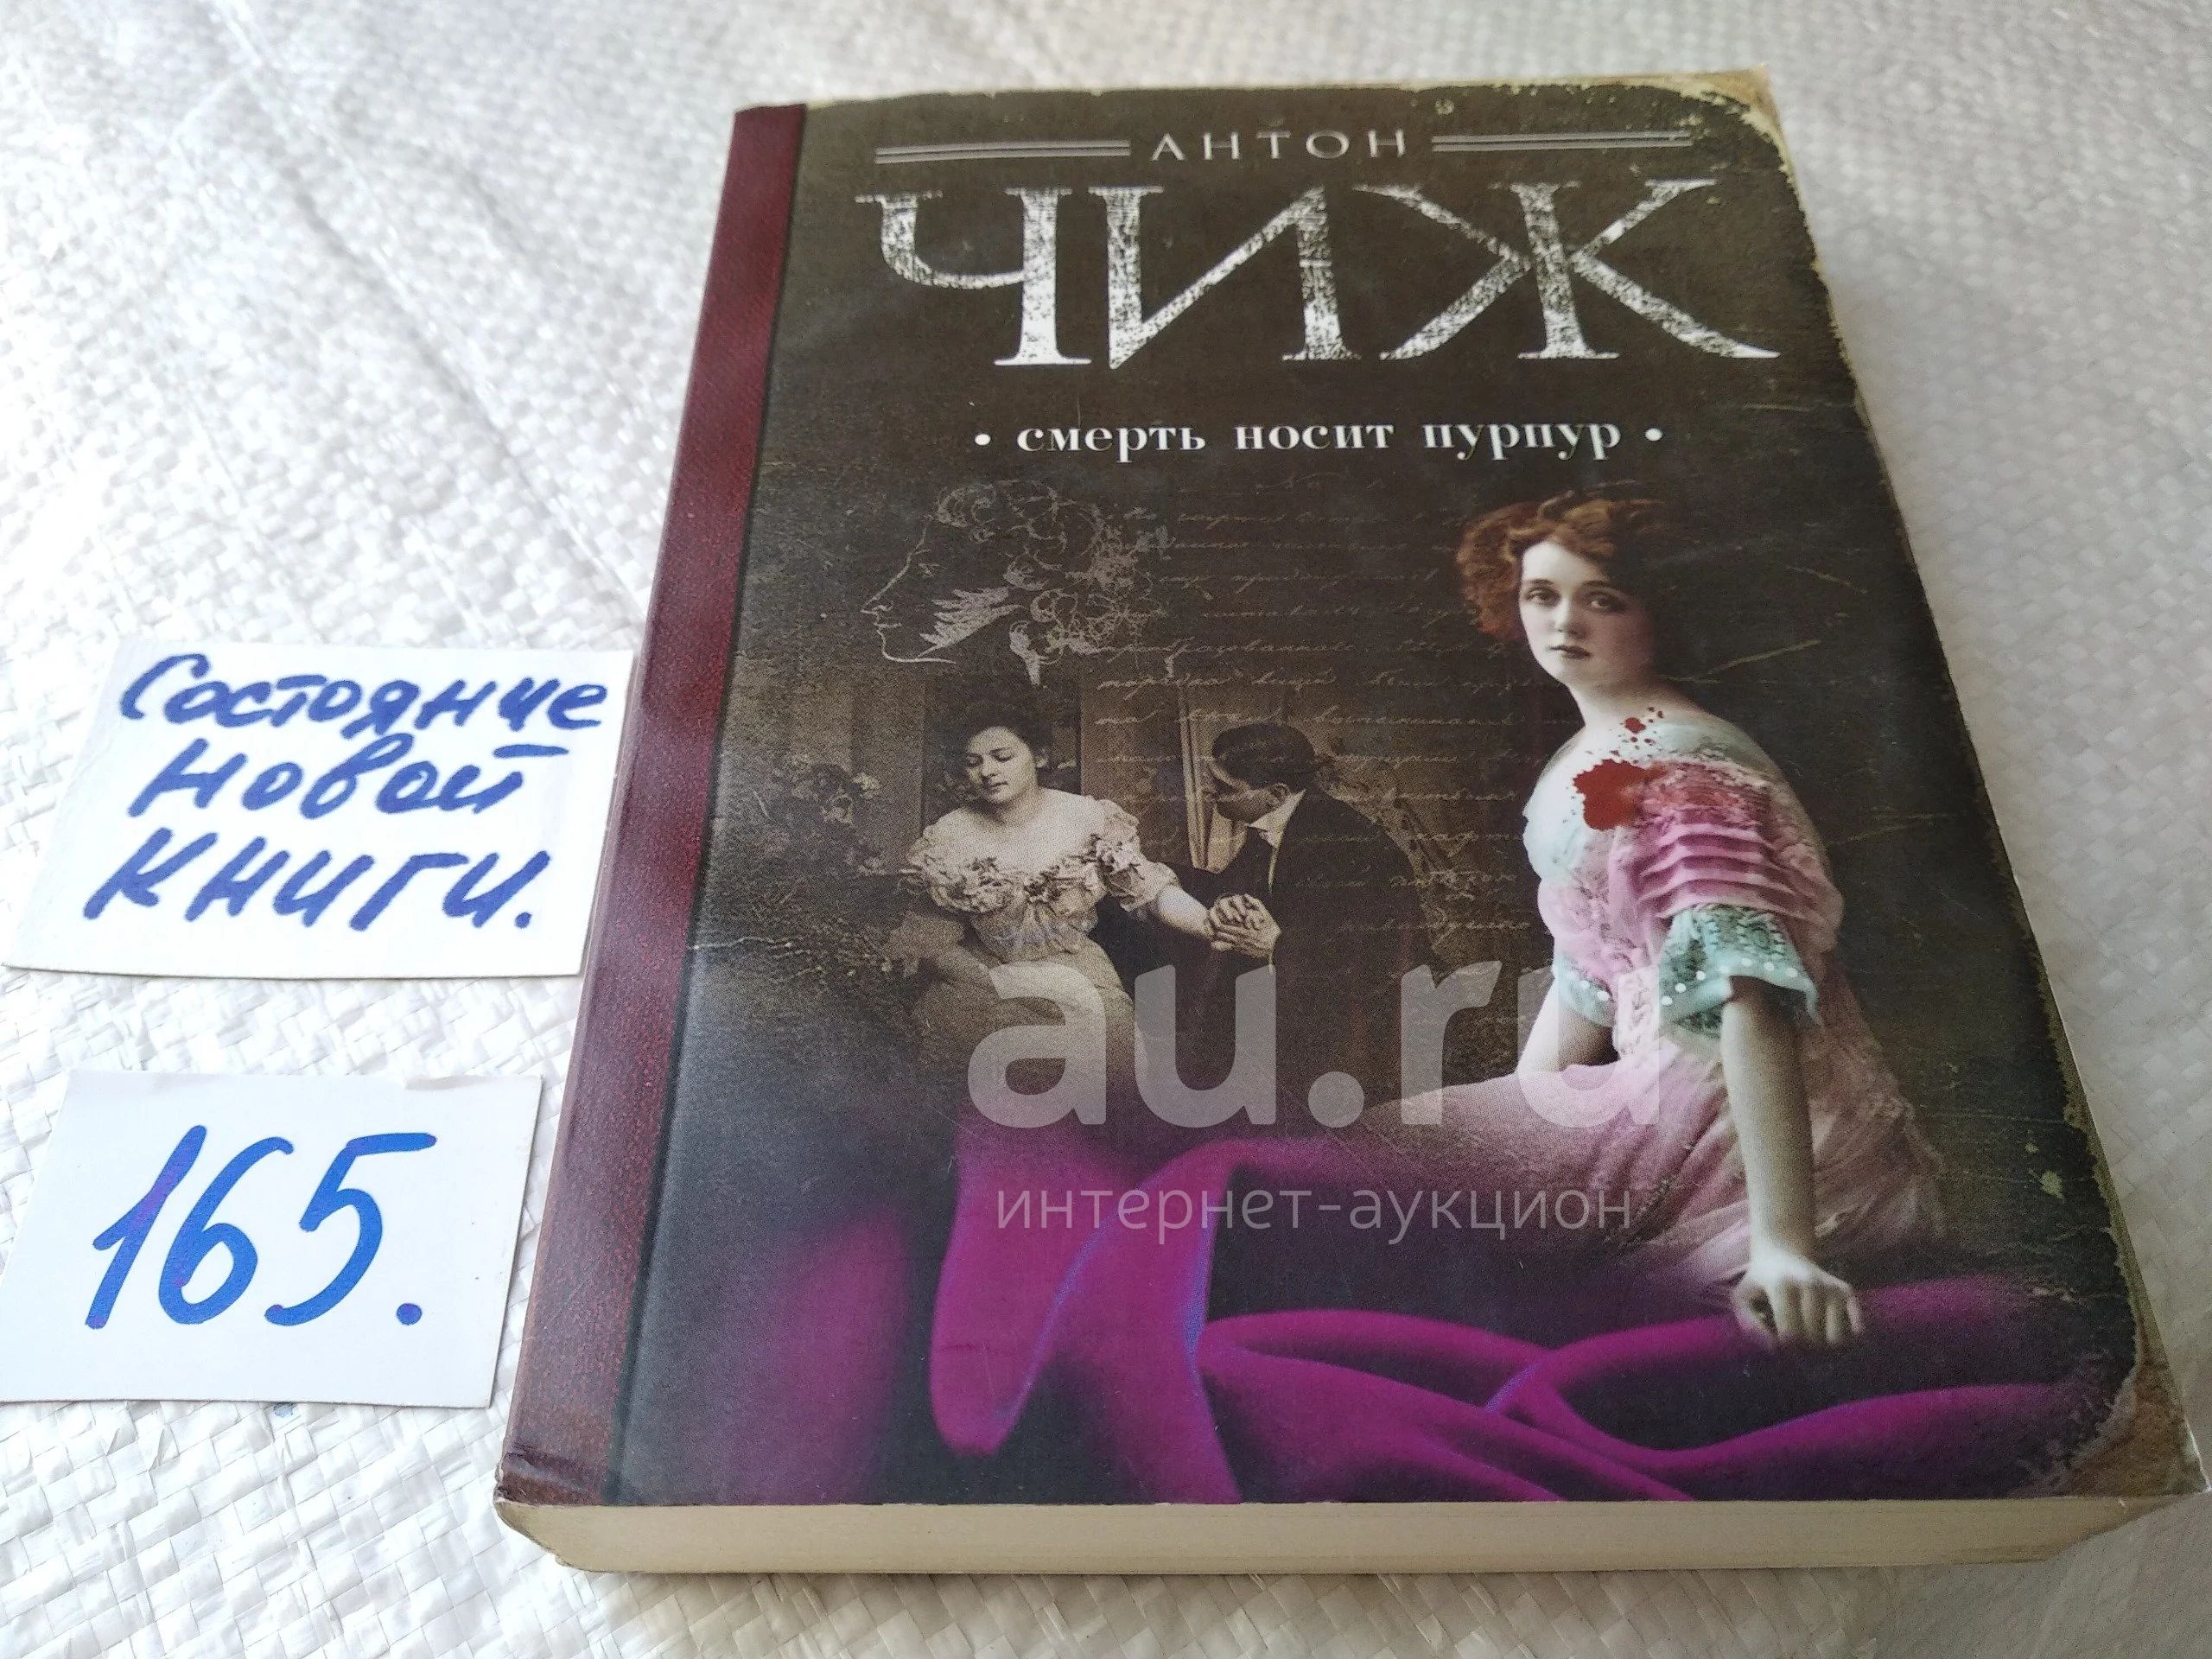 АНТОН
ЧИЖ
• смерть носит пурпур •
Состояние
новой
книги.
165.
au.ru
интернет-аукцион